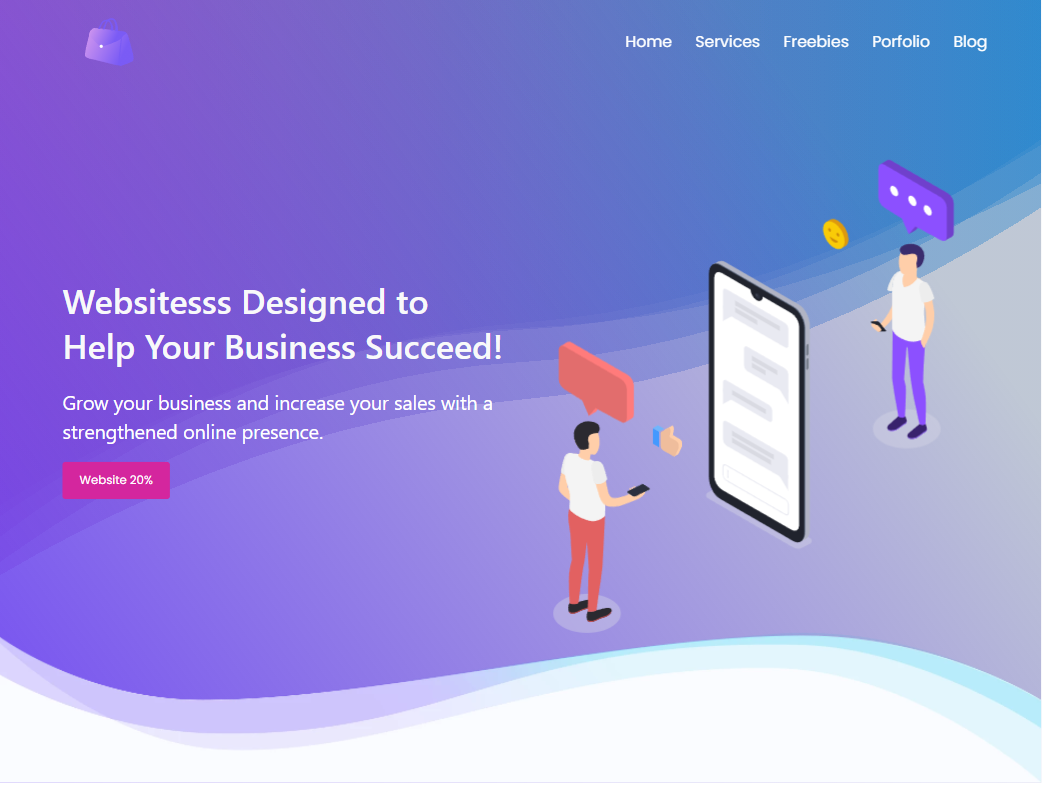 Home Services Freebies Porfolio Blog
Websitesss Designed to
Help Your Business Succeed!
Grow your business and increase your sales with a
strengthened online presence.
Website 20%